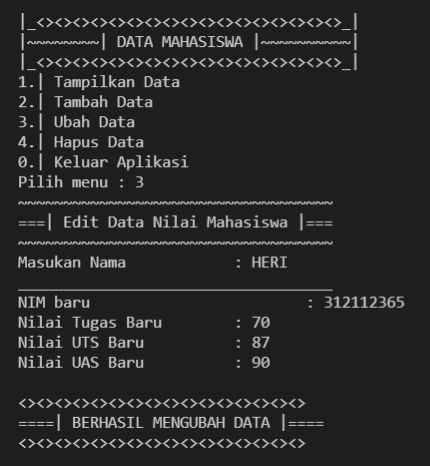 |_<><><><><><><><><><><><><><><><><>_|
|~~~~~~~~| DATA MAHASISWA |~~~~~~~~~~|
|_<><><><><><><><><><><><><><><><><>_|
1.| Tampilkan Data
2.| Tambah Data
3.| Ubah Data
4.| Hapus Data
0.| Keluar Aplikasi
Pilih menu : 3
~~~~~~~~~~~~~~~~~~~~~~~~~~~~~~~~~~~
===| Edit Data Nilai Mahasiswa |===
~~~~~~~~~~~~~~~~~~~~~~~~~~~~~~~~~~~
Masukan Nama            : HERI
___________________________________
NIM baru                        : 312112365
Nilai Tugas Baru        : 70
Nilai UTS Baru          : 87
Nilai UAS Baru          : 90
<><><><><><><><><><><><><><><><>
====| BERHASIL MENGUBAH DATA |====
<><><><><><><><><><><><><><><><>